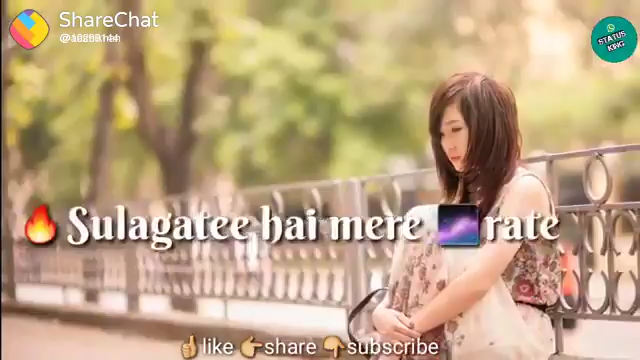 ShareChat
STATUS KING
🔥 Sulagatee hai mere 🌌 rate
👍like 👉share 👇subscribe